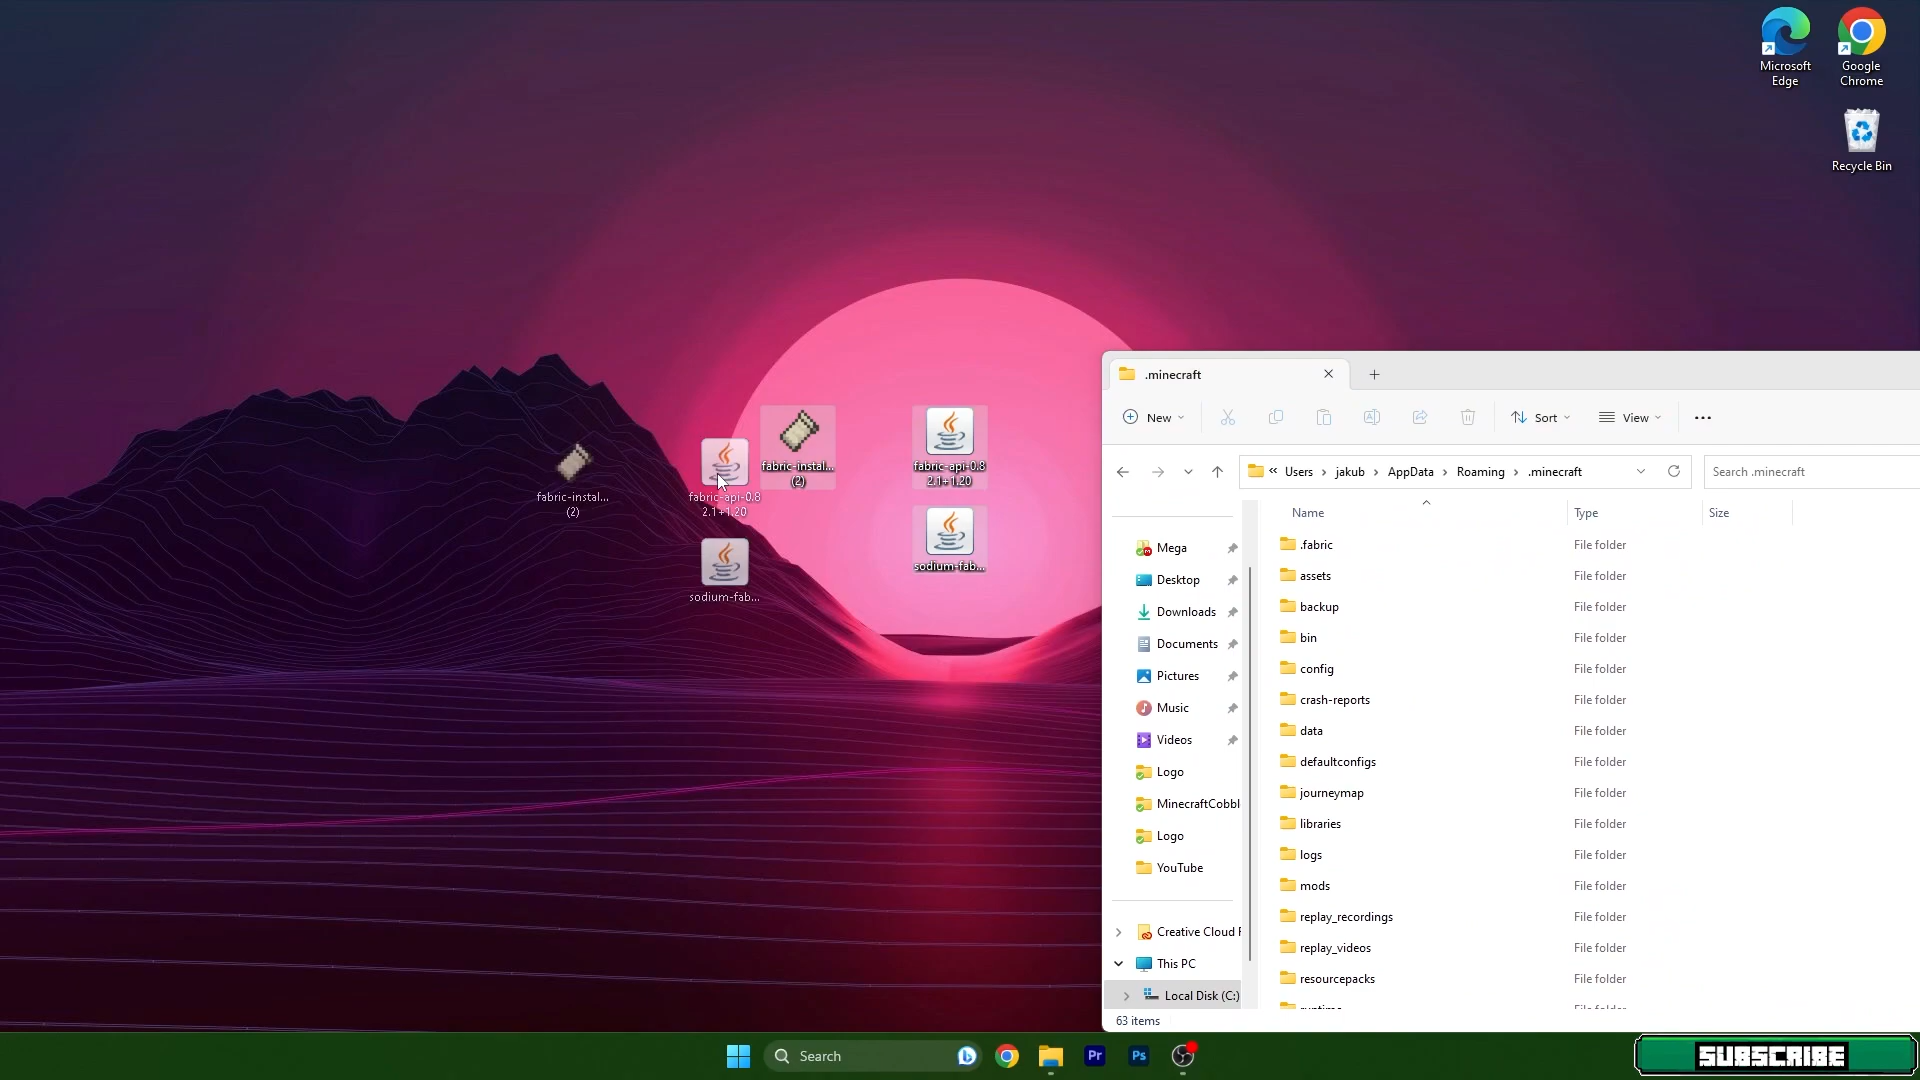 Microsoft
Edge
Google
Chrome
Recycle Bin
fabric-instal...
(2)
fabric-api-0.8
2.1+1.20
sodium-fab...
fabric-instal...
(2)
fabric-api-0.8
2.1+1.20
sodium-fab...
.minecraft
New
Sort
View
Users
jakub
AppData
Roaming
.minecraft
Search .minecraft
Name
Type
Size
Mega
Desktop
Downloads
Documents
Pictures
Music
Videos
Logo
MinecraftCobbl
Logo
YouTube
Creative Cloud F
This PC
Local Disk (C:)
.fabric File folder
assets File folder
backup File folder
bin File folder
config File folder
crash-reports File folder
data File folder
defaultconfigs File folder
journeymap File folder
libraries File folder
logs File folder
mods File folder
replay_recordings File folder
replay_videos File folder
resourcepacks File folder
63 items
Search
Pr
Ps
SUBSCRIBE